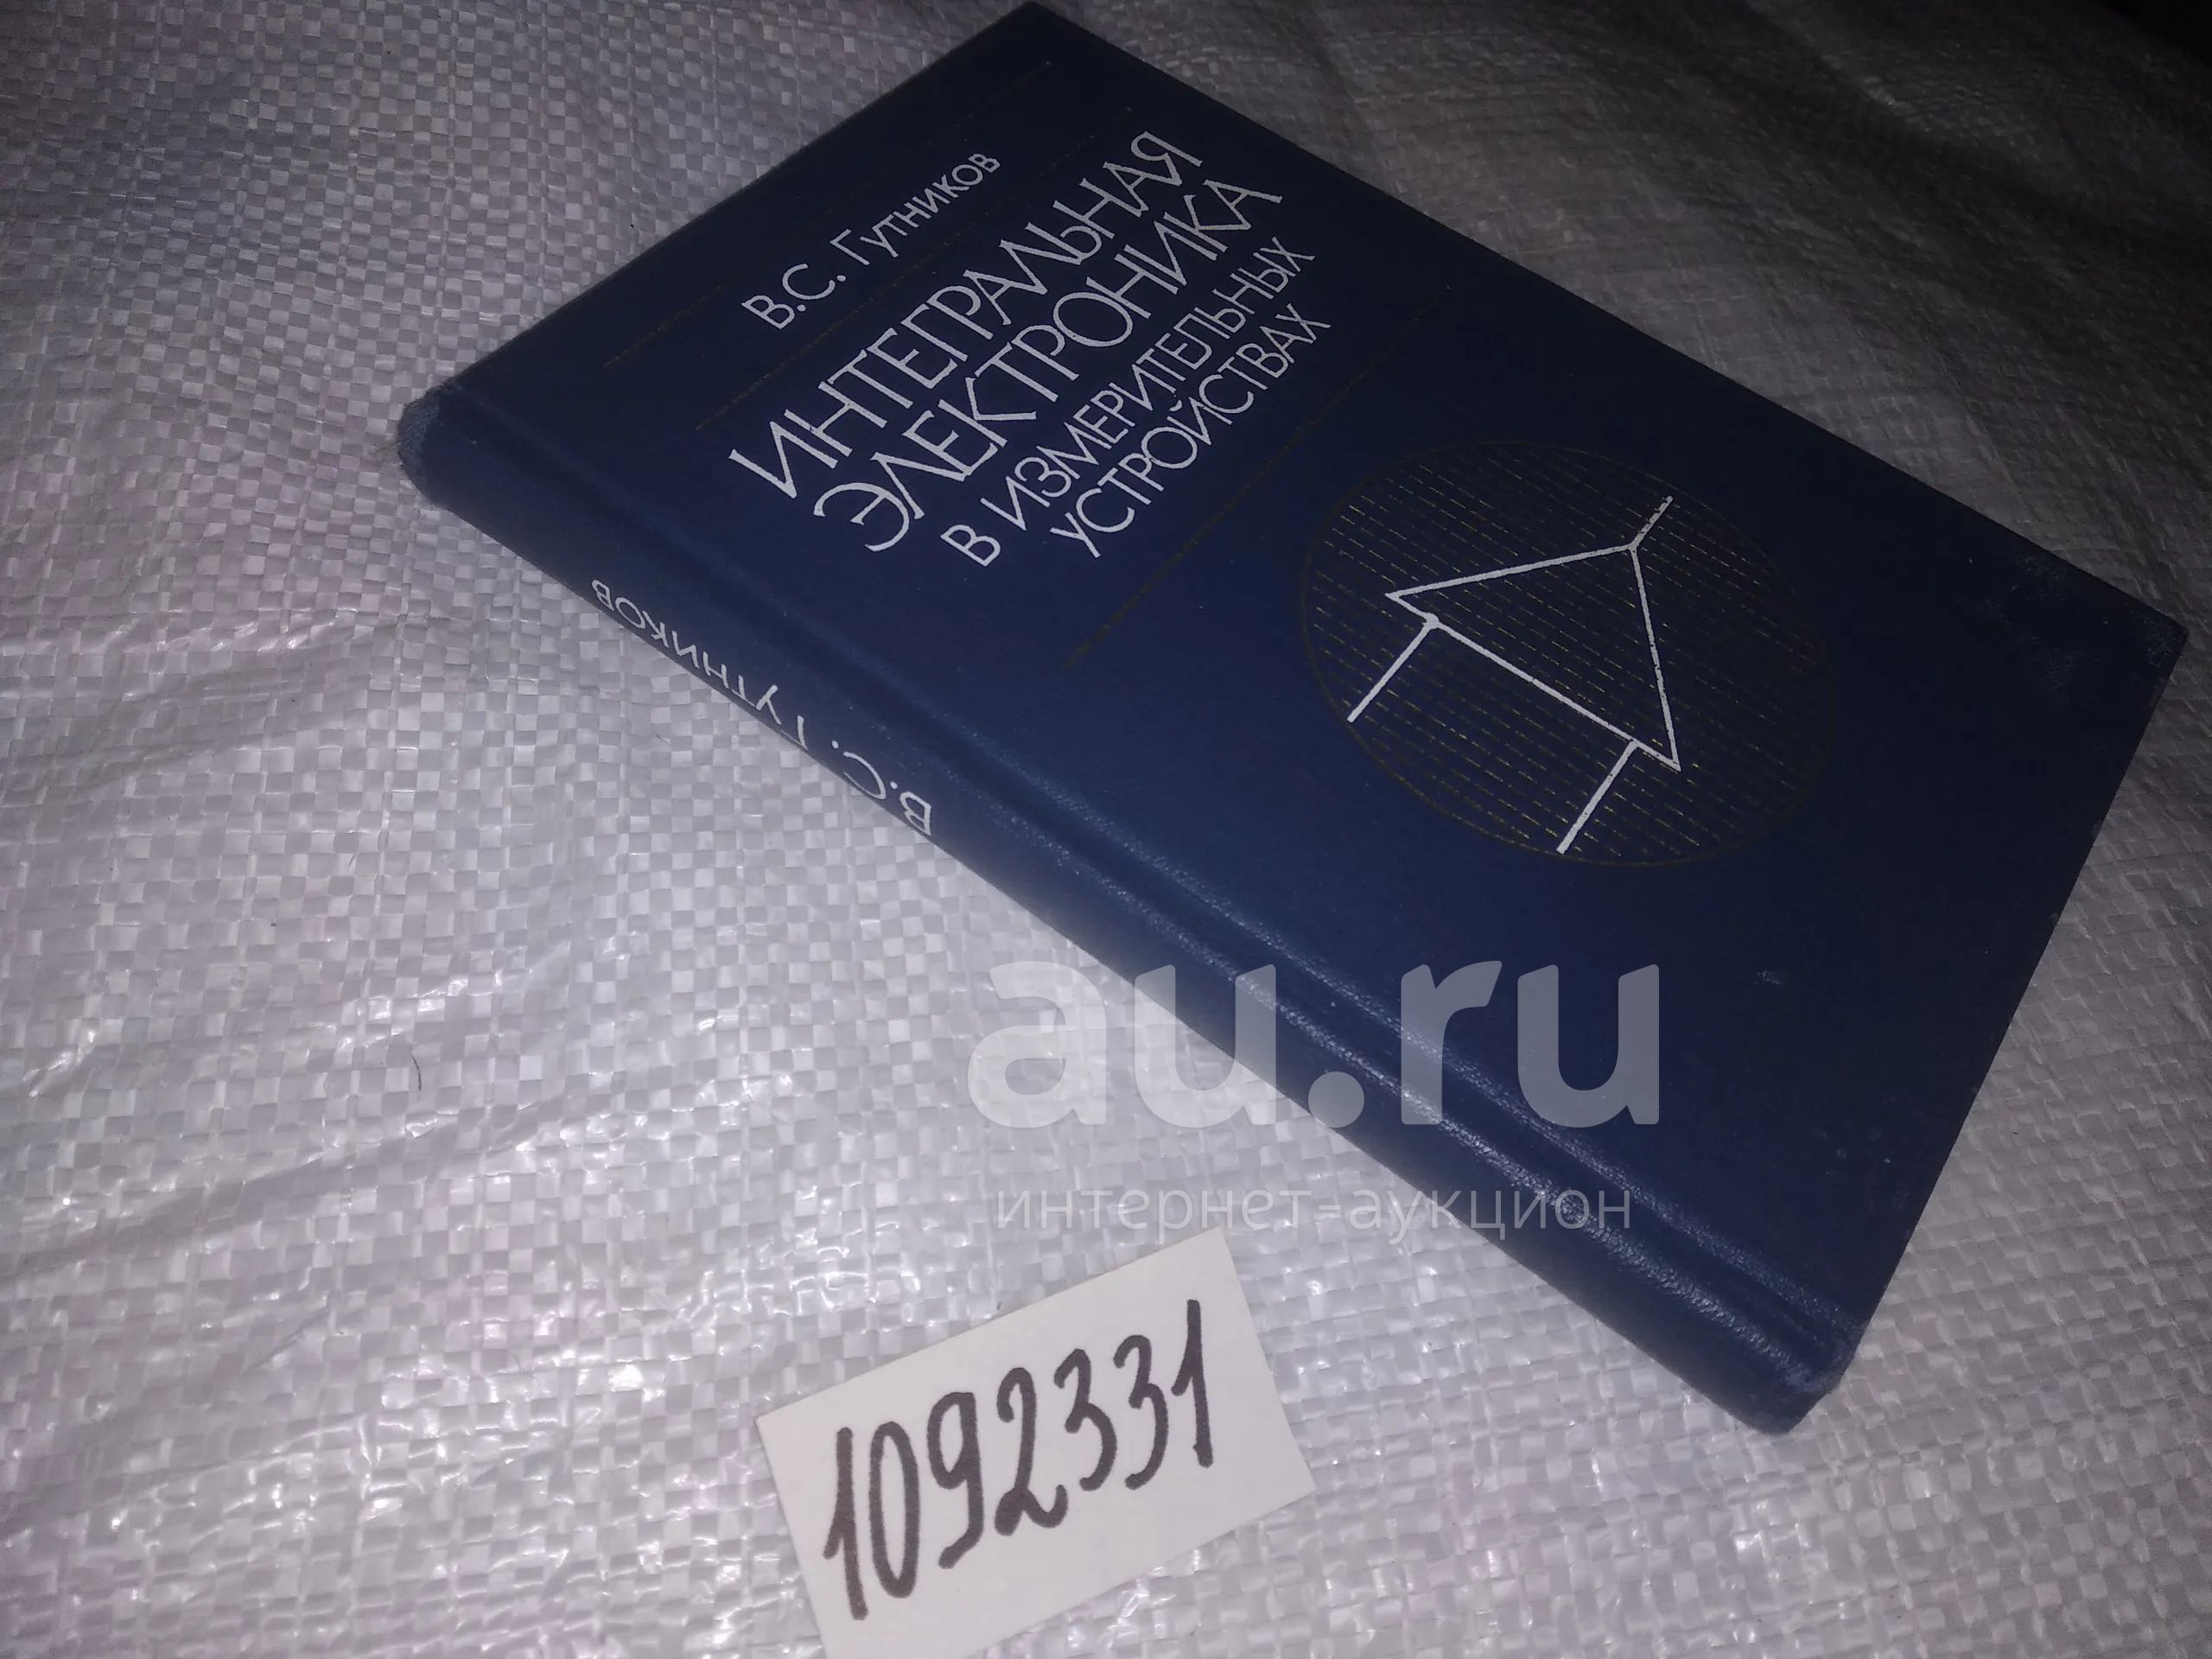 В.С. Гутников
ИНТЕГРАЛЬНАЯ
ЭЛЕКТРОНИКА
В ИЗМЕРИТЕЛЬНЫХ
УСТРОЙСТВАХ
В.С. Гутников
au.ru
интернет-аукцион
1092331